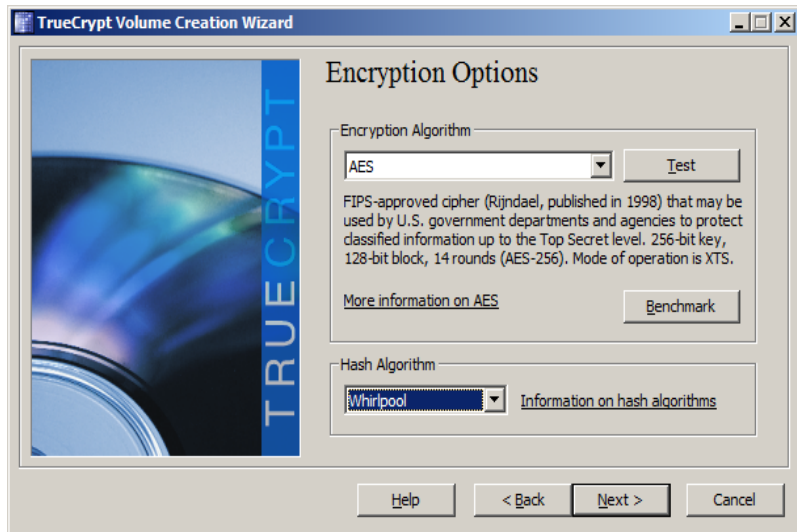 TrueCrypt Volume Creation Wizard
TRUECRYPT
Encryption Options
Encryption Algorithm
AES
Test
FIPS-approved cipher (Rijndael, published in 1998) that may be
used by U.S. government departments and agencies to protect
classified information up to the Top Secret level. 256-bit key,
128-bit block, 14 rounds (AES-256). Mode of operation is XTS.
More information on AES
Benchmark
Hash Algorithm
Whirlpool
Information on hash algorithms
Help
< Back
Next >
Cancel